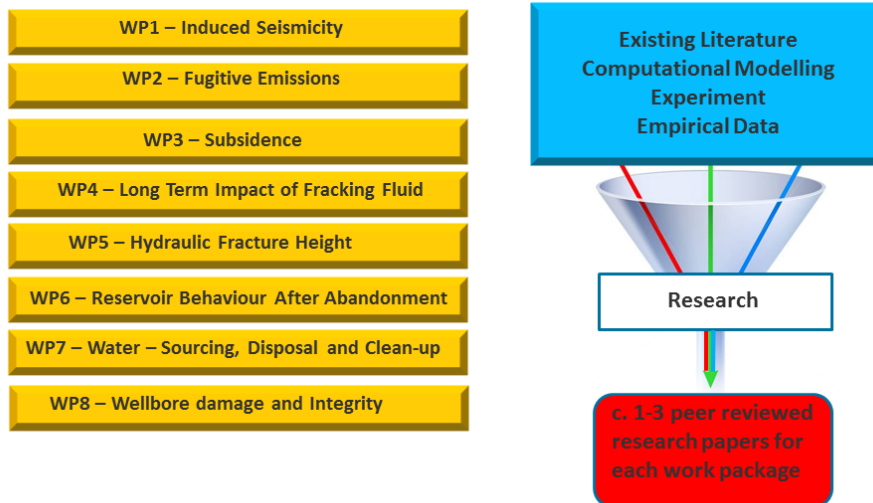 WP1 – Induced Seismicity
WP2 – Fugitive Emissions
WP3 – Subsidence
WP4 – Long Term Impact of Fracking Fluid
WP5 – Hydraulic Fracture Height
WP6 – Reservoir Behaviour After Abandonment
WP7 – Water – Sourcing, Disposal and Clean-up
WP8 – Wellbore damage and Integrity
Existing Literature
Computational Modelling
Experiment
Empirical Data
Research
c. 1-3 peer reviewed
research papers for
each work package